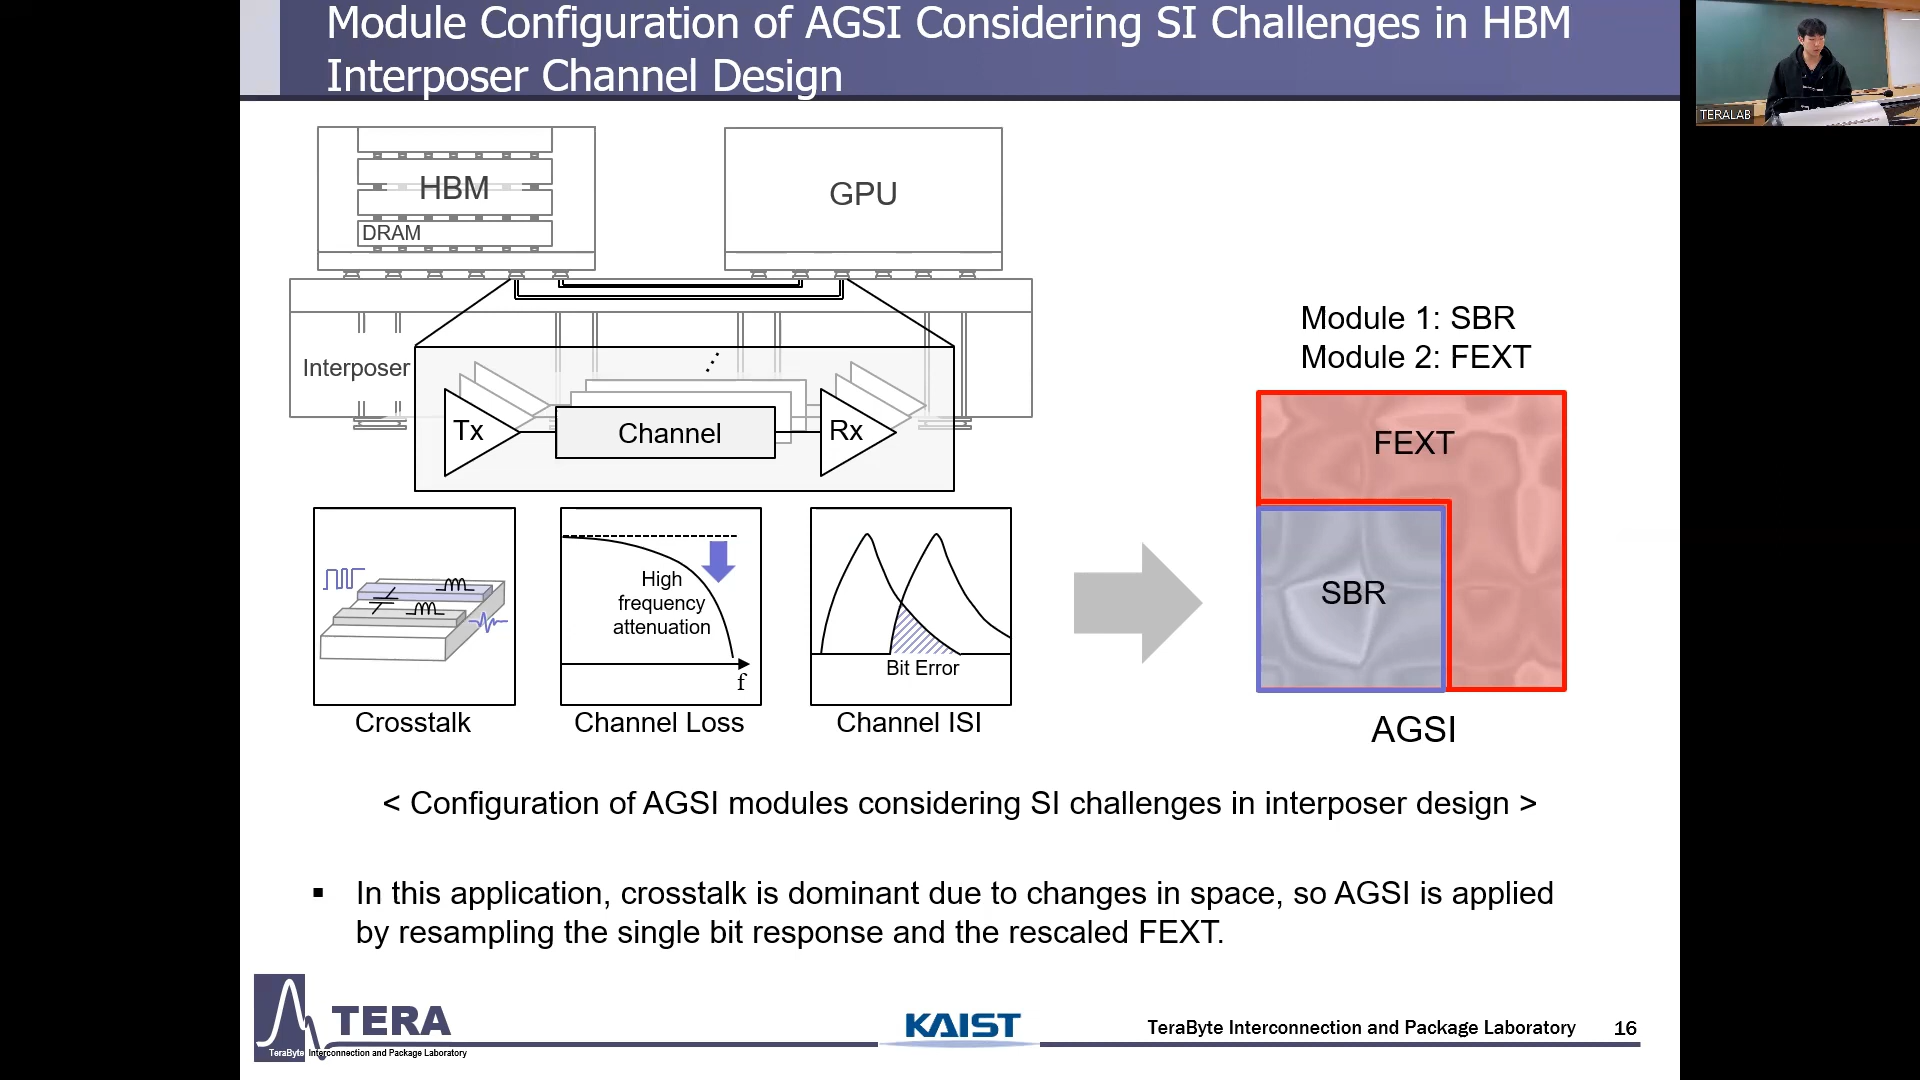 Module Configuration of AGSI Considering SI Challenges in HBM
Interposer Channel Design
TERALAB
HBM
DRAM
GPU
Interposer
Tx
Channel
Rx
Module 1: SBR
Module 2: FEXT
FEXT
SBR
AGSI
High
frequency
attenuation
f
Bit Error
Crosstalk
Channel Loss
Channel ISI
< Configuration of AGSI modules considering SI challenges in interposer design >
▪ In this application, crosstalk is dominant due to changes in space, so AGSI is applied
by resampling the single bit response and the rescaled FEXT.
TERA
TeraByte Interconnection and Package Laboratory
KAIST
TeraByte Interconnection and Package Laboratory
16